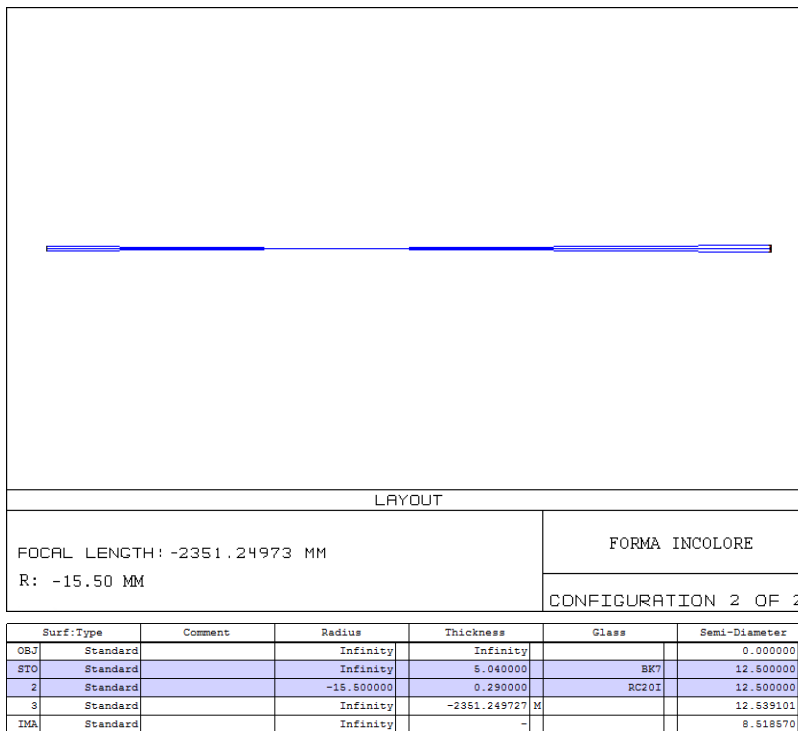 LAYOUT
FOCAL LENGTH: -2351.24973 MM
R: -15.50 MM
FORMA INCOLORE
CONFIGURATION 2 OF 2
Surf:Type Comment Radius Thickness Glass Semi-Diameter
OBJ Standard Infinity Infinity 0.000000
STO Standard Infinity 5.040000 BK7 12.500000
2 Standard -15.500000 0.290000 RC20I 12.500000
3 Standard Infinity -2351.249727 M 12.539101
IMA Standard Infinity - 8.518570